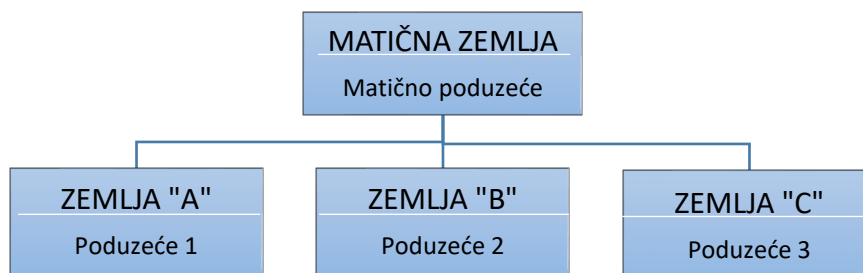 MATIČNA ZEMLJA
Matično poduzeće
ZEMLJA "A"
Poduzeće 1
ZEMLJA "B"
Poduzeće 2
ZEMLJA "C"
Poduzeće 3